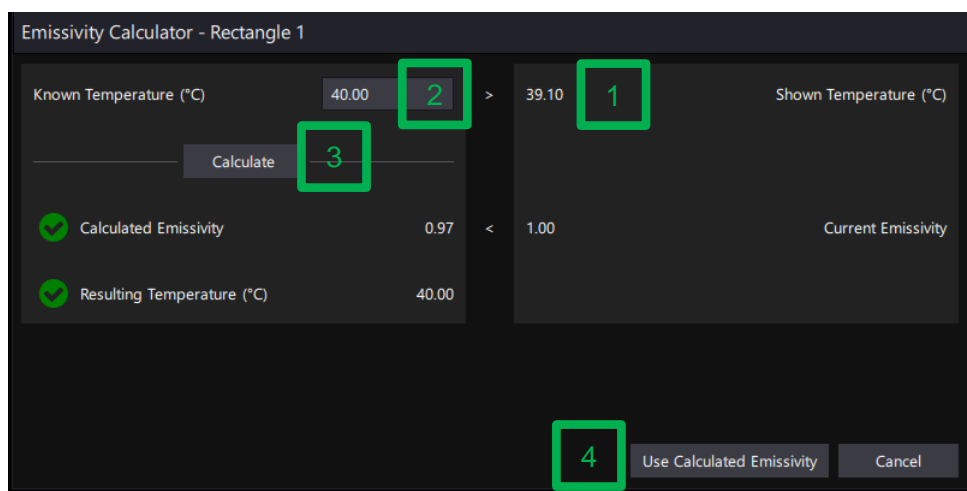 Emissivity Calculator - Rectangle 1
Known Temperature (°C) 40.00 2 > 39.10 1 Shown Temperature (°C)
Calculate 3
Calculated Emissivity 0.97 < 1.00 Current Emissivity
Resulting Temperature (°C) 40.00
4 Use Calculated Emissivity Cancel